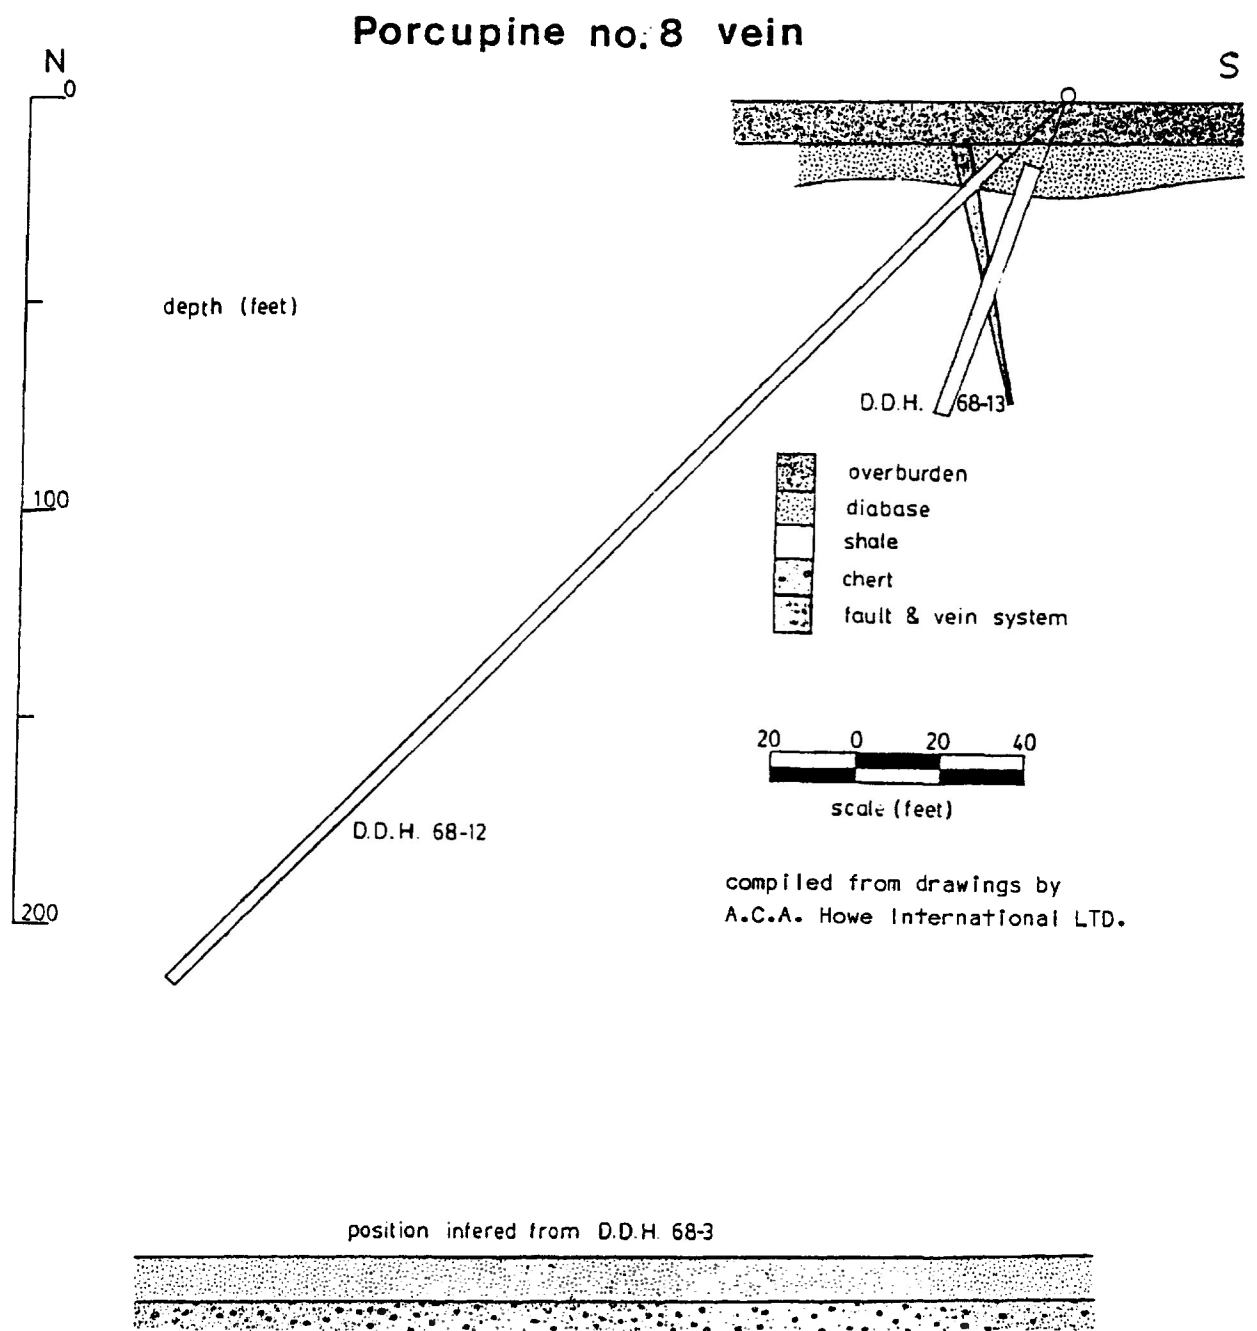 Porcupine no. 8 vein
N
S
0
depth (feet)
D.D.H. 68-13
100
overburden
diabase
shale
chert
fault & vein system
20 0 20 40
scale (feet)
D.D.H. 68-12
compiled from drawings by
A.C.A. Howe International LTD.
200
position infered from D.D.H. 68-3